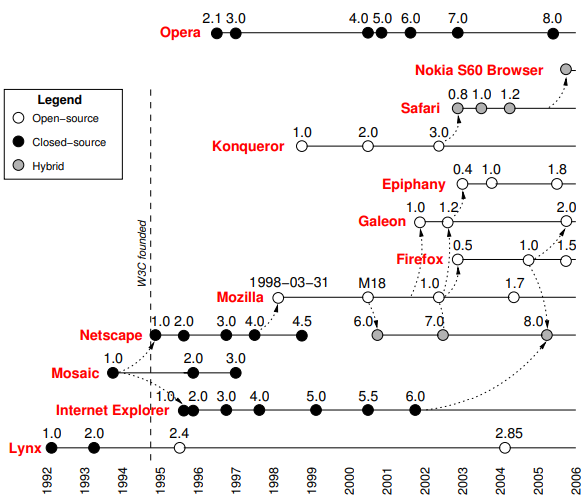 Opera 2.1 3.0 4.0 5.0 6.0 7.0 8.0
Nokia S60 Browser
Legend
Open-source
Closed-source
Hybrid
Safari 0.8 1.0 1.2
Konqueror 1.0 2.0 3.0
Epiphany 0.4 1.0 1.8
Galeon 1.0 1.2 2.0
W3C founded
Firefox 0.5 1.0 1.5
Mozilla 1998-03-31 M18 1.0 1.7
Netscape 1.0 2.0 3.0 4.0 4.5 6.0 7.0 8.0
Mosaic 1.0 2.0 3.0
Internet Explorer 1.0 2.0 3.0 4.0 5.0 5.5 6.0
Lynx 1.0 2.0 2.4 2.85
1992 1993 1994 1995 1996 1997 1998 1999 2000 2001 2002 2003 2004 2005 2006